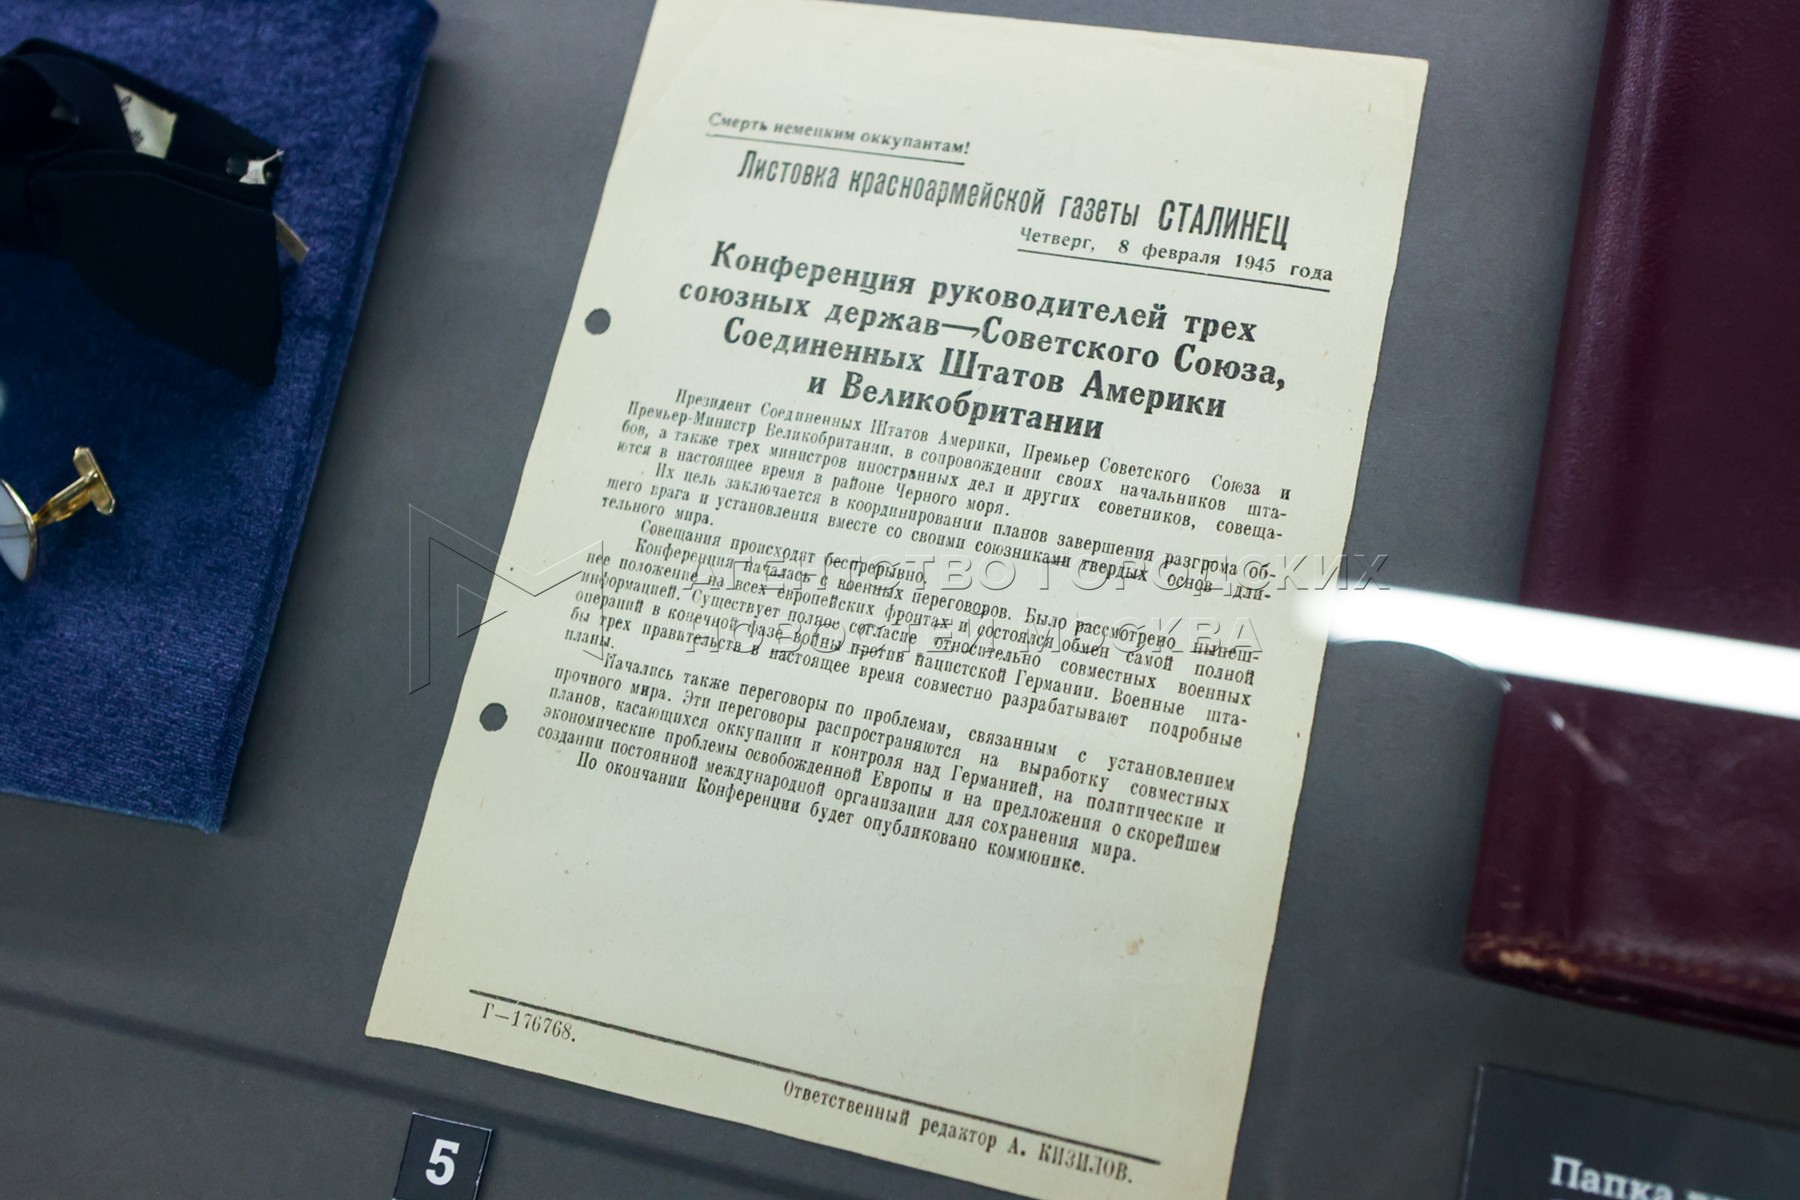 Смерть немецким оккупантам!
Листовка красноармейской газеты СТАЛИНЕЦ
Четверг, 8 февраля 1945 года
Конференция руководителей трех
союзных держав—Советского Союза,
Соединенных Штатов Америки
и Великобритании
Президент Соединенных Штатов Америки, Премьер Советского Союза и
Премьер-Министр Великобритании, в сопровождении своих начальников шта-
бов, а также трех министров иностранных дел и других советников, совеща-
ются в настоящее время в районе Черного моря.
Их цель заключается в координировании планов завершения разгрома об-
щего врага и установления вместе со своими союзниками твердых основ дли-
тельного мира.
Совещания происходят беспрерывно.
Конференция началась с военных переговоров. Было рассмотрено нынеш-
нее положение на всех европейских фронтах и состоялся обмен самой полной
информацией. Существует полное согласие относительно совместных военных
операций в конечной фазе войны против нацистской Германии. Военные шта-
бы трех правительств в настоящее время совместно разрабатывают подробные
планы.
Начались также переговоры по проблемам, связанным с установлением
прочного мира. Эти переговоры распространяются на выработку совместных
планов, касающихся оккупации и контроля над Германией, на политические и
экономические проблемы освобожденной Европы и на предложения о скорейшем
создании постоянной международной организации для сохранения мира.
По окончании Конференции будет опубликовано коммюнике.
Г—176768.
Ответственный редактор А. КИЗИЛОВ.
5
Папка
АГЕНТСТВО ГОРОДСКИХ
НОВОСТЕЙ МОСКВА